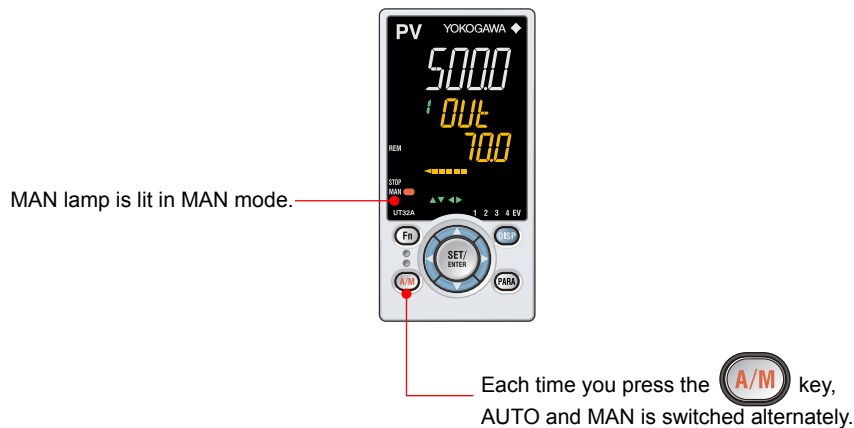 PV YOKOGAWA
500.0
1 OUt
70.0
REM
STOP
MAN
MAN lamp is lit in MAN mode.
UT32A 1 2 3 4 EV
Fn DISP
SET/
ENTER
A/M PARA
Each time you press the A/M key,
AUTO and MAN is switched alternately.